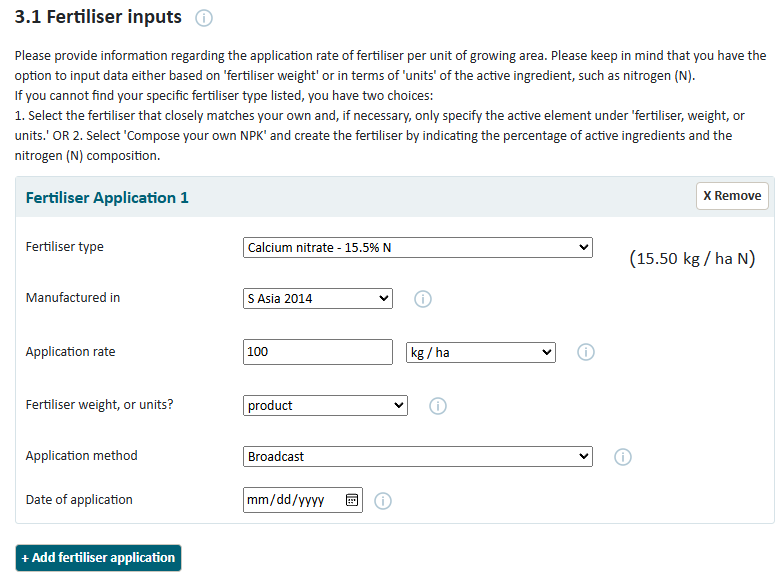 3.1 Fertiliser inputs
Please provide information regarding the application rate of fertiliser per unit of growing area. Please keep in mind that you have the
option to input data either based on 'fertiliser weight' or in terms of 'units' of the active ingredient, such as nitrogen (N).
If you cannot find your specific fertiliser type listed, you have two choices:
1. Select the fertiliser that closely matches your own and, if necessary, only specify the active element under 'fertiliser, weight, or
units.' OR 2. Select 'Compose your own NPK' and create the fertiliser by indicating the percentage of active ingredients and the
nitrogen (N) composition.
Fertiliser Application 1 X Remove
Fertiliser type Calcium nitrate - 15.5% N (15.50 kg / ha N)
Manufactured in S Asia 2014
Application rate 100 kg / ha
Fertiliser weight, or units? product
Application method Broadcast
Date of application mm/dd/yyyy
+ Add fertiliser application